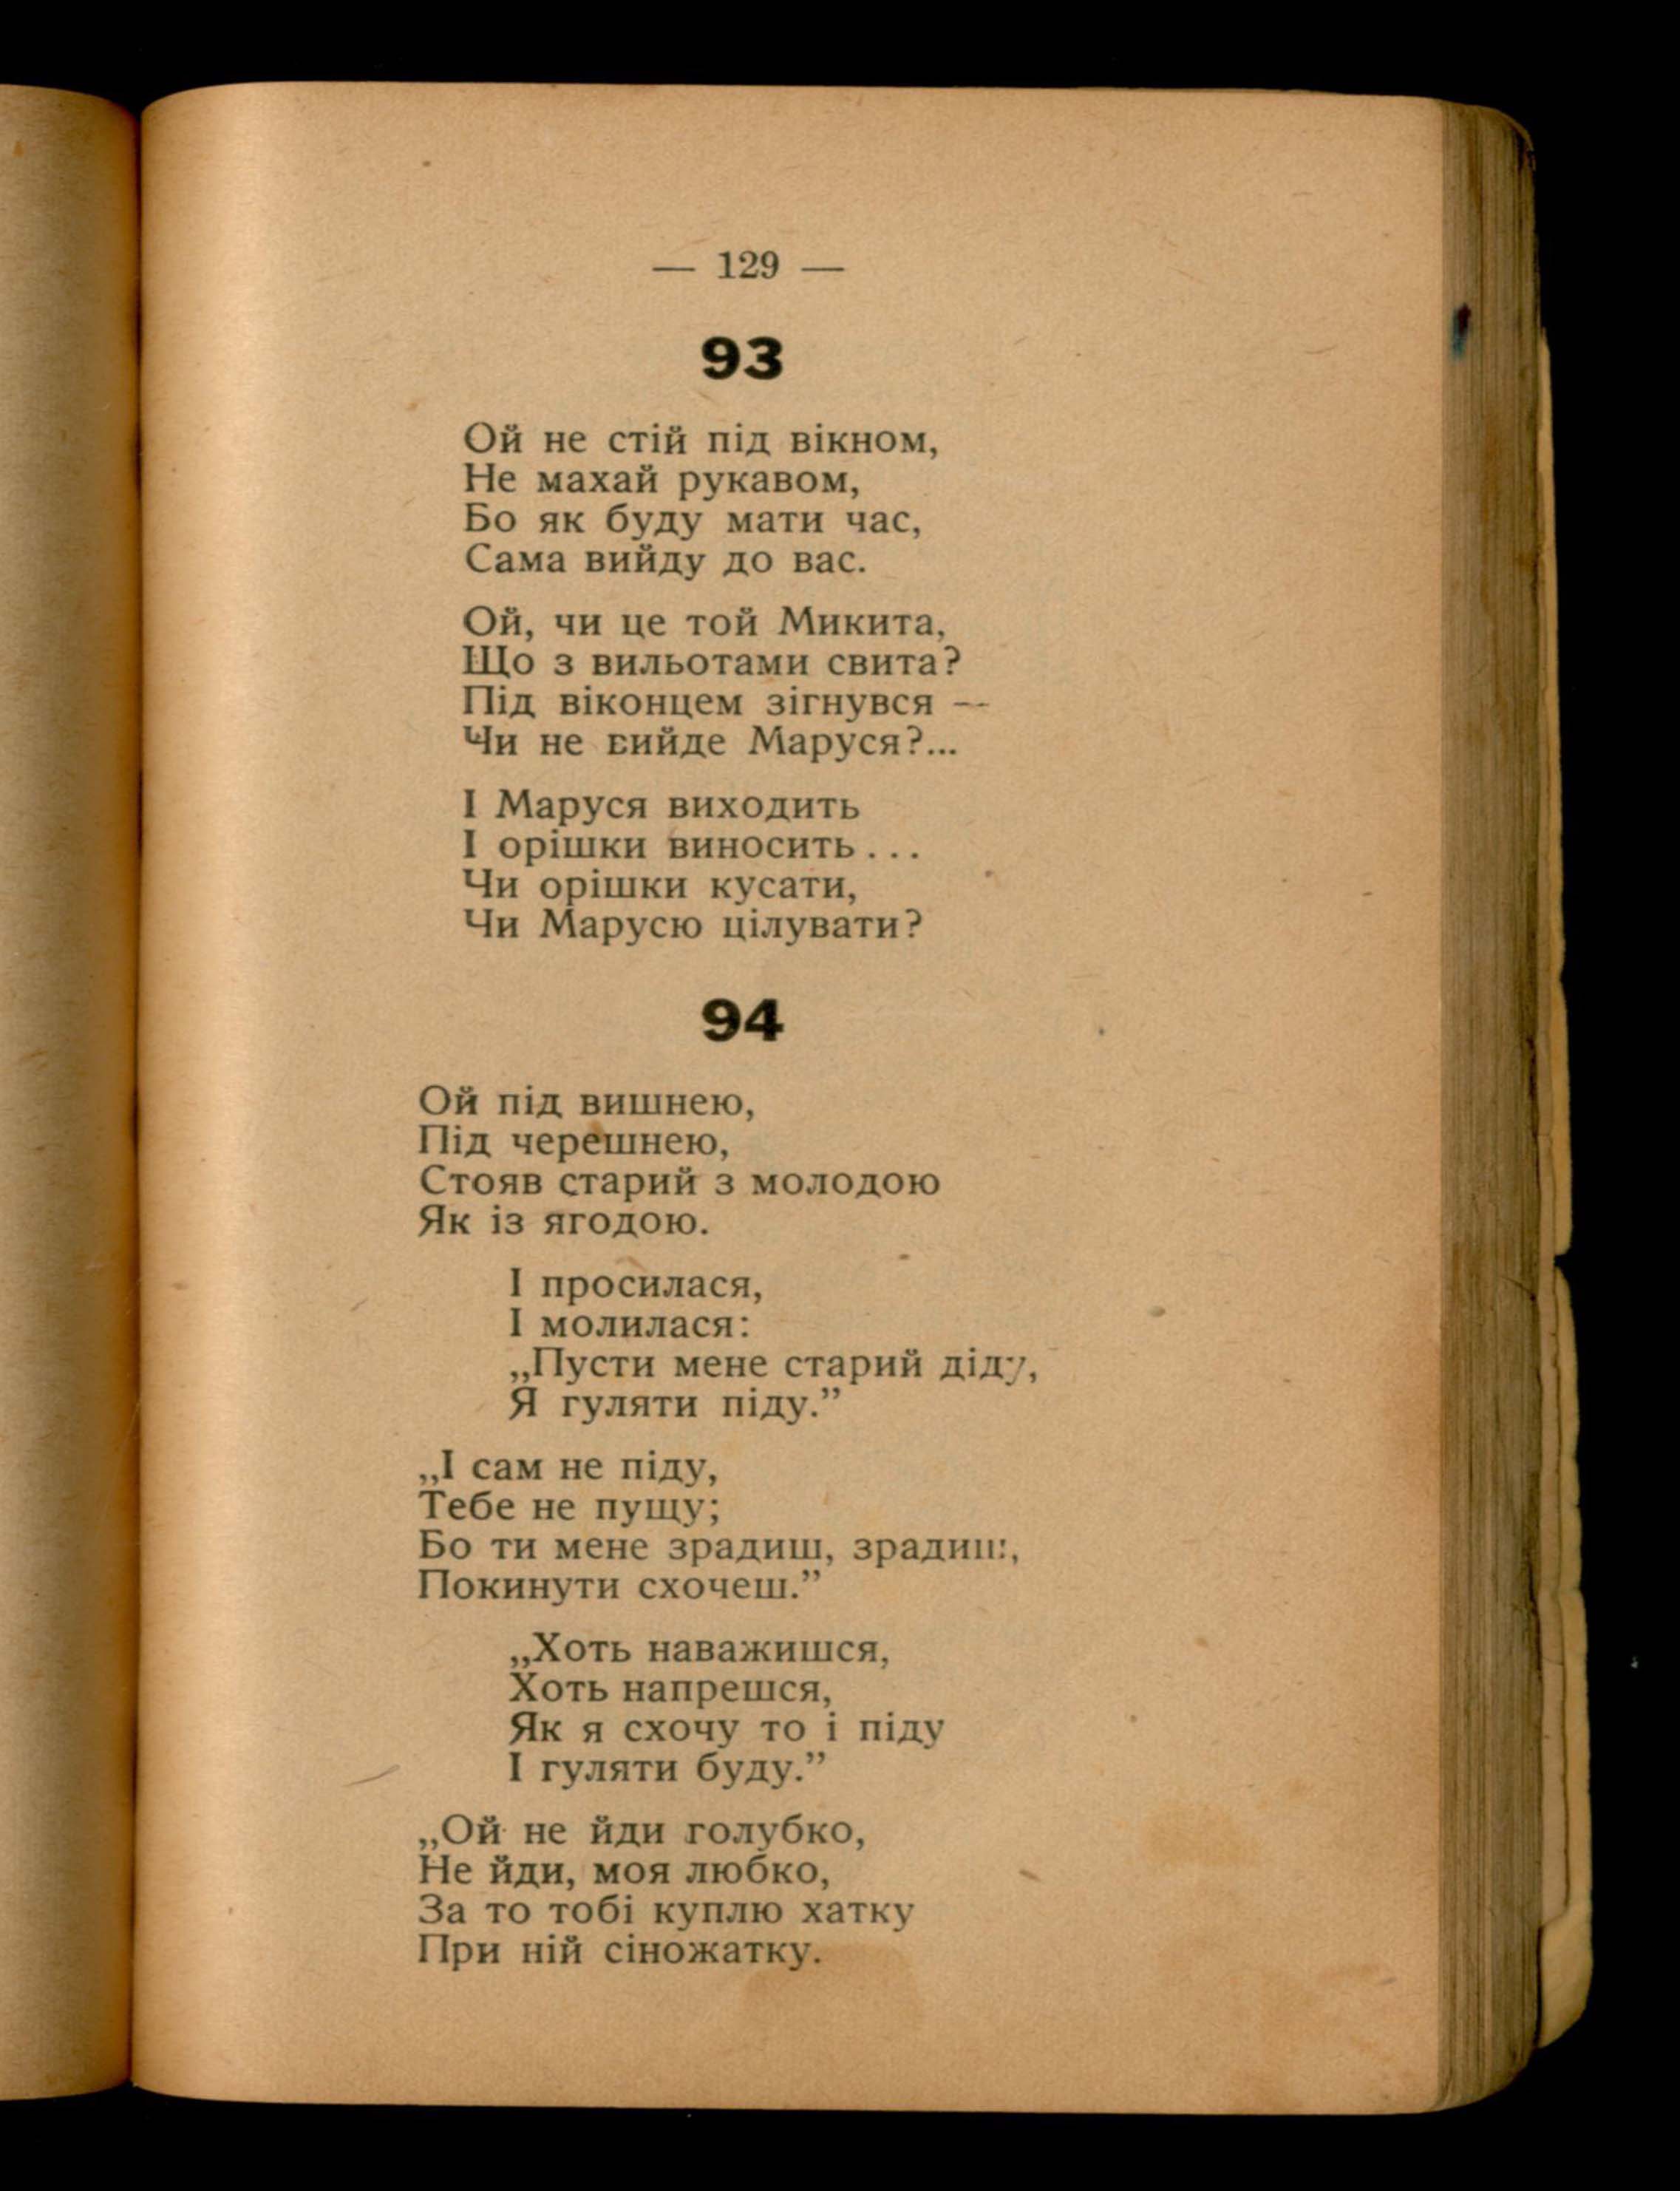 — 129 —
93
Ой не стій під вікном,
Не махай рукавом,
Бо як буду мати час,
Сама вийду до вас.
Ой, чи це той Микита,
Що з вильотами свита?
Під віконцем зігнувся —
Чи не вийде Маруся?...
І Маруся виходить
І орішки виносить...
Чи орішки кусати,
Чи Марусю цілувати?
94
Ой під вишнею,
Під черешнею,
Стояв старий з молодою
Як із ягодою.
І просилася,
І молилася:
„Пусти мене старий діду,
Я гуляти піду.”
„І сам не піду,
Тебе не пущу;
Бо ти мене зрадиш, зрадиш,
Покинути схочеш.”
„Хоть наважишся,
Хоть напрешся,
Як я схочу то і піду
І гуляти буду.”
„Ой не йди голубко,
Не йди, моя любко,
За то тобі куплю хатку
При ній сіножатку.